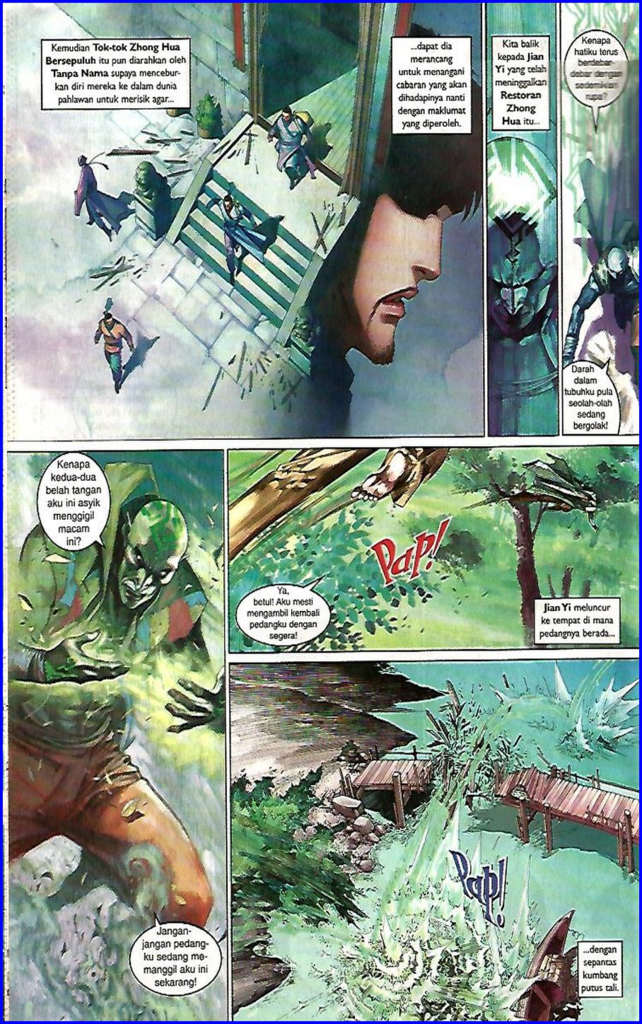 Kemudian Tok-tok Zhong Hua
Bersepuluh itu pun diarahkan oleh
Tanpa Nama supaya mencebur-
kan diri mereka ke dalam dunia
pahlawan untuk merisik agar...
...dapat dia
merancang
untuk menangani
cabaran yang akan
dihadapinya nanti
dengan maklumat
yang diperoleh.
Kita balik
kepada Jian
Yi yang telah
meninggalkan
Restoran
Zhong
Hua itu...
Kenapa
hatiku terus
berdebar-
debar dengan
sedemikian
rupa?
Darah
dalam
tubuhku pula
seolah-olah
sedang
bergolak!
Kenapa
kedua-dua
belah tangan
aku ini asyik
menggigil
macam
ini?
Jangan-
jangan pedang-
ku sedang me-
manggil aku ini
sekarang!
Pap!
Ya,
betul! Aku mesti
mengambil kembali
pedangku dengan
segera!
Jian Yi meluncur
ke tempat di mana
pedangnya berada...
Pap!
...dengan
sepantas
kumbang
putus tali.